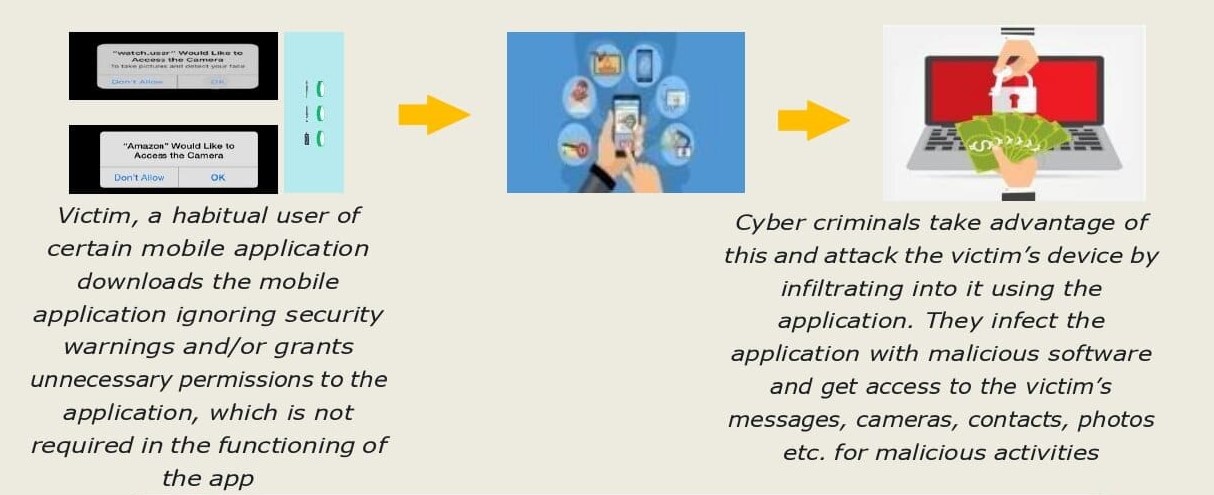 "watch.user" Would Like to
Access the Camera
To take pictures and detect your face
Don't Allow
OK
"Amazon" Would Like to
Access the Camera
Don't Allow
OK
Victim, a habitual user of
certain mobile application
downloads the mobile
application ignoring security
warnings and/or grants
unnecessary permissions to the
application, which is not
required in the functioning of
the app
Cyber criminals take advantage of
this and attack the victim’s device by
infiltrating into it using the
application. They infect the
application with malicious software
and get access to the victim’s
messages, cameras, contacts, photos
etc. for malicious activities